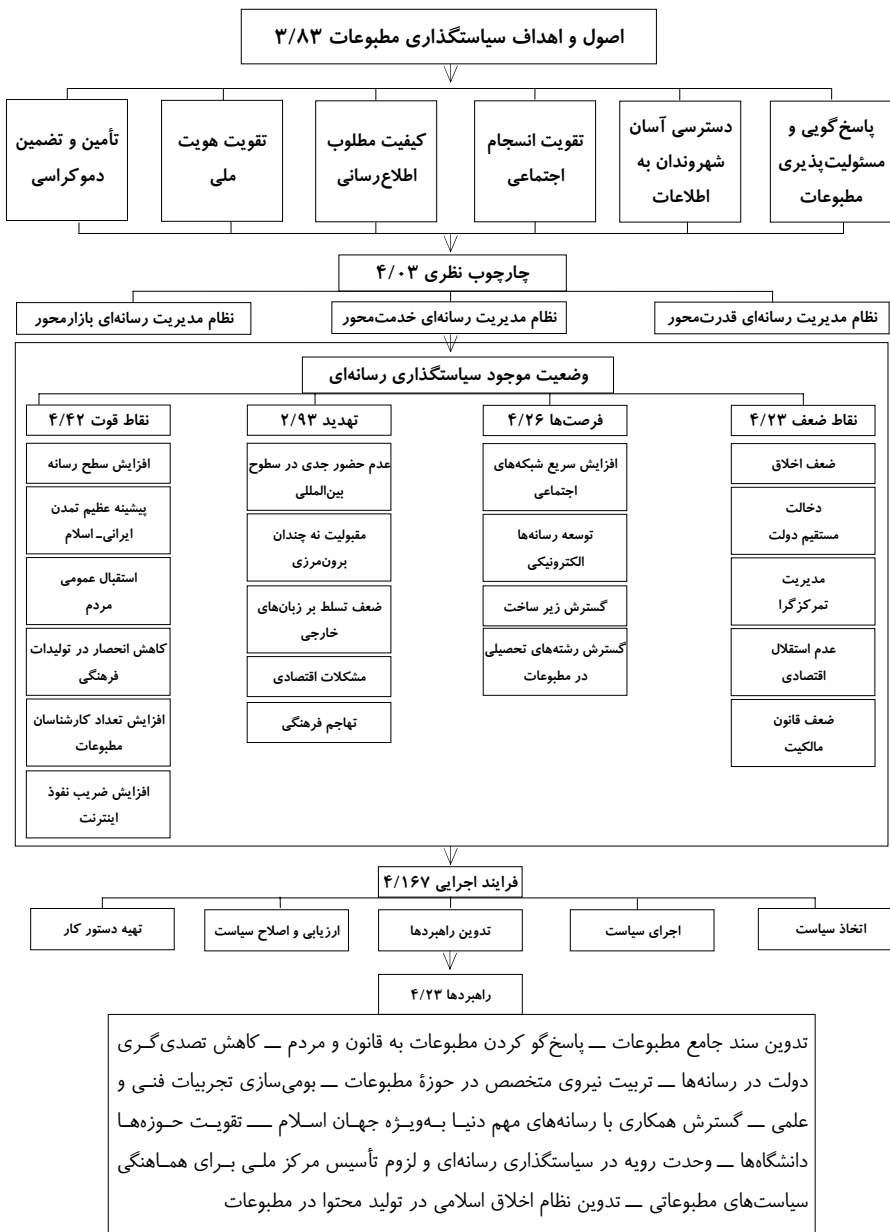 اصول و اهداف سیاستگذاری مطبوعات ۳/۸۳
پاسخ‌گویی و
مسئولیت‌پذیری
مطبوعات
دسترسی آسان
شهروندان به
اطلاعات
تقویت انسجام
اجتماعی
کیفیت مطلوب
اطلاع‌رسانی
تقویت هویت
ملی
تأمین و تضمین
دموکراسی
چارچوب نظری ۴/۰۳
نظام مدیریت رسانه‌ای قدرت‌محور
نظام مدیریت رسانه‌ای خدمت‌محور
نظام مدیریت رسانه‌ای بازارمحور
وضعیت موجود سیاستگذاری رسانه‌ای
نقاط ضعف ۴/۲۳
ضعف اخلاق
دخالت
مستقیم دولت
مدیریت
تمرکزگرا
عدم استقلال
اقتصادی
ضعف قانون
مالکیت
فرصت‌ها ۴/۲۶
افزایش سریع شبکه‌های
اجتماعی
توسعه رسانه‌ها
الکترونیکی
گسترش زیر ساخت
گسترش رشته‌های تحصیلی
در مطبوعات
تهدید ۲/۹۳
عدم حضور جدی در سطوح
بین‌المللی
مقبولیت نه چندان
برون‌مرزی
ضعف تسلط بر زبان‌های
خارجی
مشکلات اقتصادی
تهاجم فرهنگی
نقاط قوت ۴/۴۲
افزایش سطح رسانه
پیشینه عظیم تمدن
ایرانی ـ اسلام
استقبال عمومی
مردم
کاهش انحصار در تولیدات
فرهنگی
افزایش تعداد کارشناسان
مطبوعات
افزایش ضریب نفوذ
اینترنت
فرایند اجرایی ۴/۱۶۷
اتخاذ سیاست
اجرای سیاست
تدوین راهبردها
ارزیابی و اصلاح سیاست
تهیه دستور کار
راهبردها ۴/۲۳
تدوین سند جامع مطبوعات ــ پاسخ‌گو کردن مطبوعات به قانون و مردم ــ کاهش تصدی‌گری
دولت در رسانه‌ها ــ تربیت نیروی متخصص در حوزۀ مطبوعات ــ بومی‌سازی تجربیات فنی و
علمی ــ گسترش همکاری با رسانه‌های مهم دنیا به‌ویژه جهان اسلام ــ تقویت حوزه‌ها
دانشگاه‌ها ــ وحدت رویه در سیاستگذاری رسانه‌ای و لزوم تأسیس مرکز ملی برای هماهنگی
سیاست‌های مطبوعاتی ــ تدوین نظام اخلاق اسلامی در تولید محتوا در مطبوعات